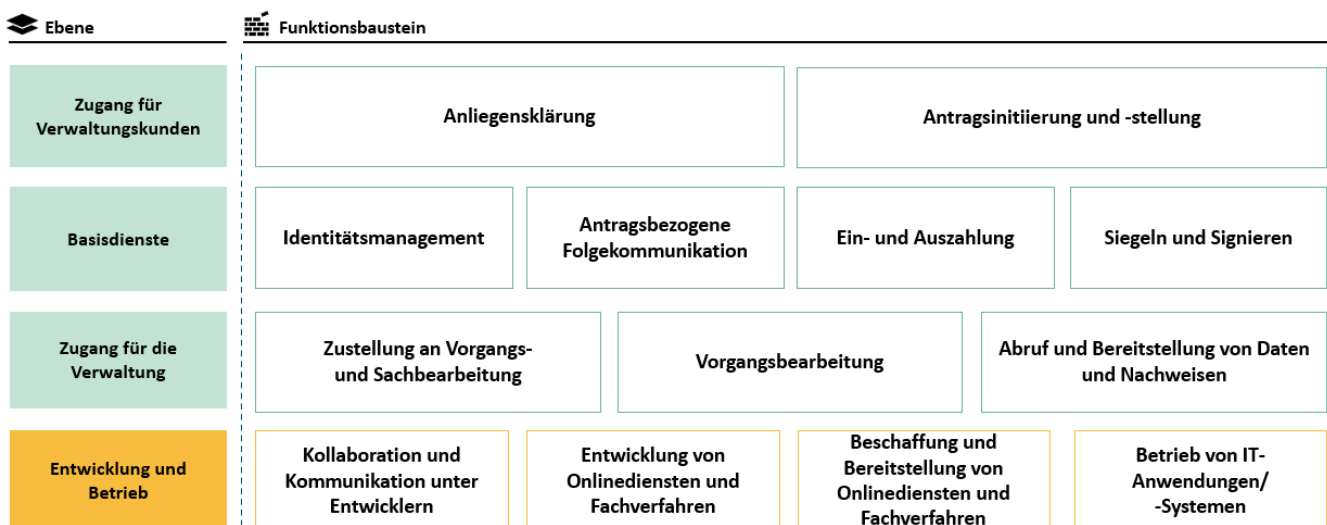 Ebene
Funktionsbaustein
Zugang für
Verwaltungskunden
Anliegensklärung
Antragsinitiierung und -stellung
Basisdienste
Identitätsmanagement
Antragsbezogene
Folgekommunikation
Ein- und Auszahlung
Siegeln und Signieren
Zugang für die
Verwaltung
Zustellung an Vorgangs-
und Sachbearbeitung
Vorgangsbearbeitung
Abruf und Bereitstellung von Daten
und Nachweisen
Entwicklung und
Betrieb
Kollaboration und
Kommunikation unter
Entwicklern
Entwicklung von
Onlinediensten und
Fachverfahren
Beschaffung und
Bereitstellung von
Onlinediensten und
Fachverfahren
Betrieb von IT-
Anwendungen/
-Systemen